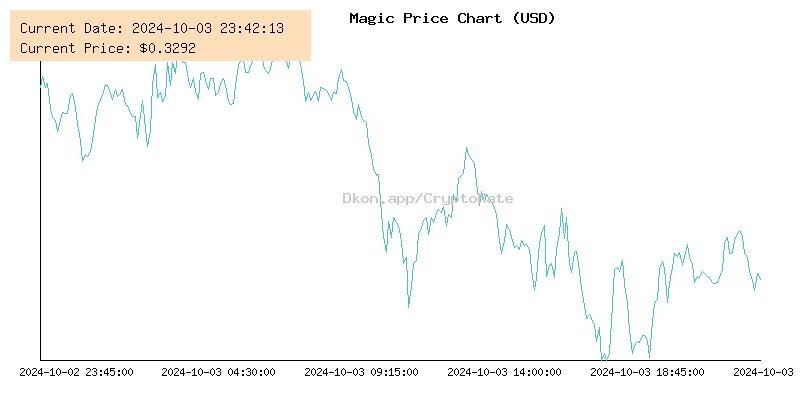 Magic Price Chart (USD)
Current Date: 2024-10-03 23:42:13
Current Price: $0.3292
Dkon.app/CryptoMate
2024-10-02 23:45:00 2024-10-03 04:30:00 2024-10-03 09:15:00 2024-10-03 14:00:00 2024-10-03 18:45:00 2024-10-03